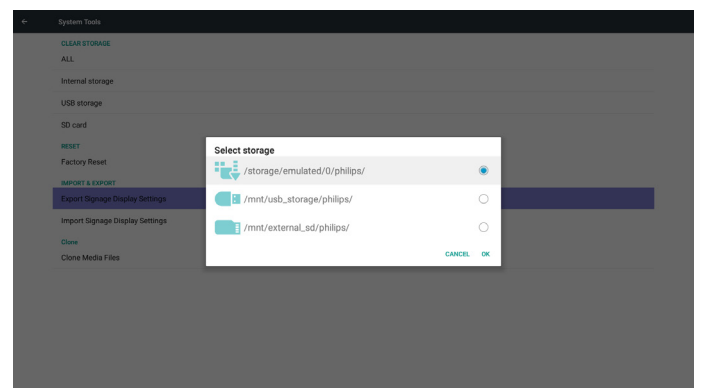 System Tools
CLEAR STORAGE
ALL
Internal storage
USB storage
SD card
RESET
Factory Reset
IMPORT & EXPORT
Export Signage Display Settings
Import Signage Display Settings
Clone
Clone Media Files
Select storage
/storage/emulated/0/philips/
/mnt/usb_storage/philips/
/mnt/external_sd/philips/
CANCEL OK